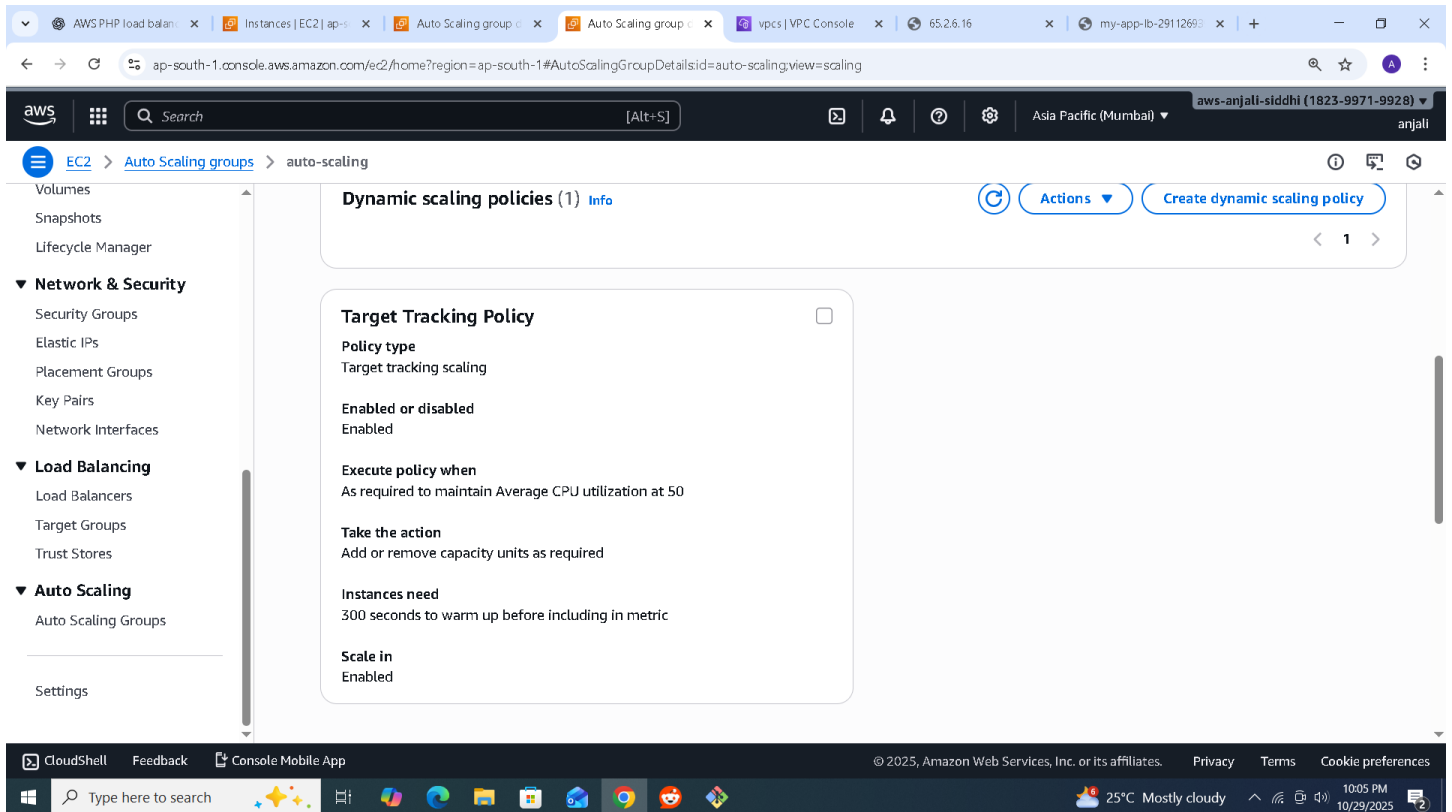 AWS PHP load balan
Instances | EC2 | ap-s
Auto Scaling group d
Auto Scaling group d
vpcs | VPC Console
65.2.6.16
my-app-lb-29112693
ap-south-1.console.aws.amazon.com/ec2/home?region=ap-south-1#AutoScalingGroupDetails:id=auto-scaling;view=scaling
A
aws
Search
[Alt+S]
Asia Pacific (Mumbai)
aws-anjali-siddhi (1823-9971-9928)
anjali
EC2 > Auto Scaling groups > auto-scaling
Volumes
Snapshots
Lifecycle Manager
Network & Security
Security Groups
Elastic IPs
Placement Groups
Key Pairs
Network Interfaces
Load Balancing
Load Balancers
Target Groups
Trust Stores
Auto Scaling
Auto Scaling Groups
Settings
Dynamic scaling policies (1) Info
Actions
Create dynamic scaling policy
1
Target Tracking Policy
Policy type
Target tracking scaling
Enabled or disabled
Enabled
Execute policy when
As required to maintain Average CPU utilization at 50
Take the action
Add or remove capacity units as required
Instances need
300 seconds to warm up before including in metric
Scale in
Enabled
CloudShell Feedback Console Mobile App
© 2025, Amazon Web Services, Inc. or its affiliates. Privacy Terms Cookie preferences
Type here to search
25°C Mostly cloudy
10:05 PM
10/29/2025
2